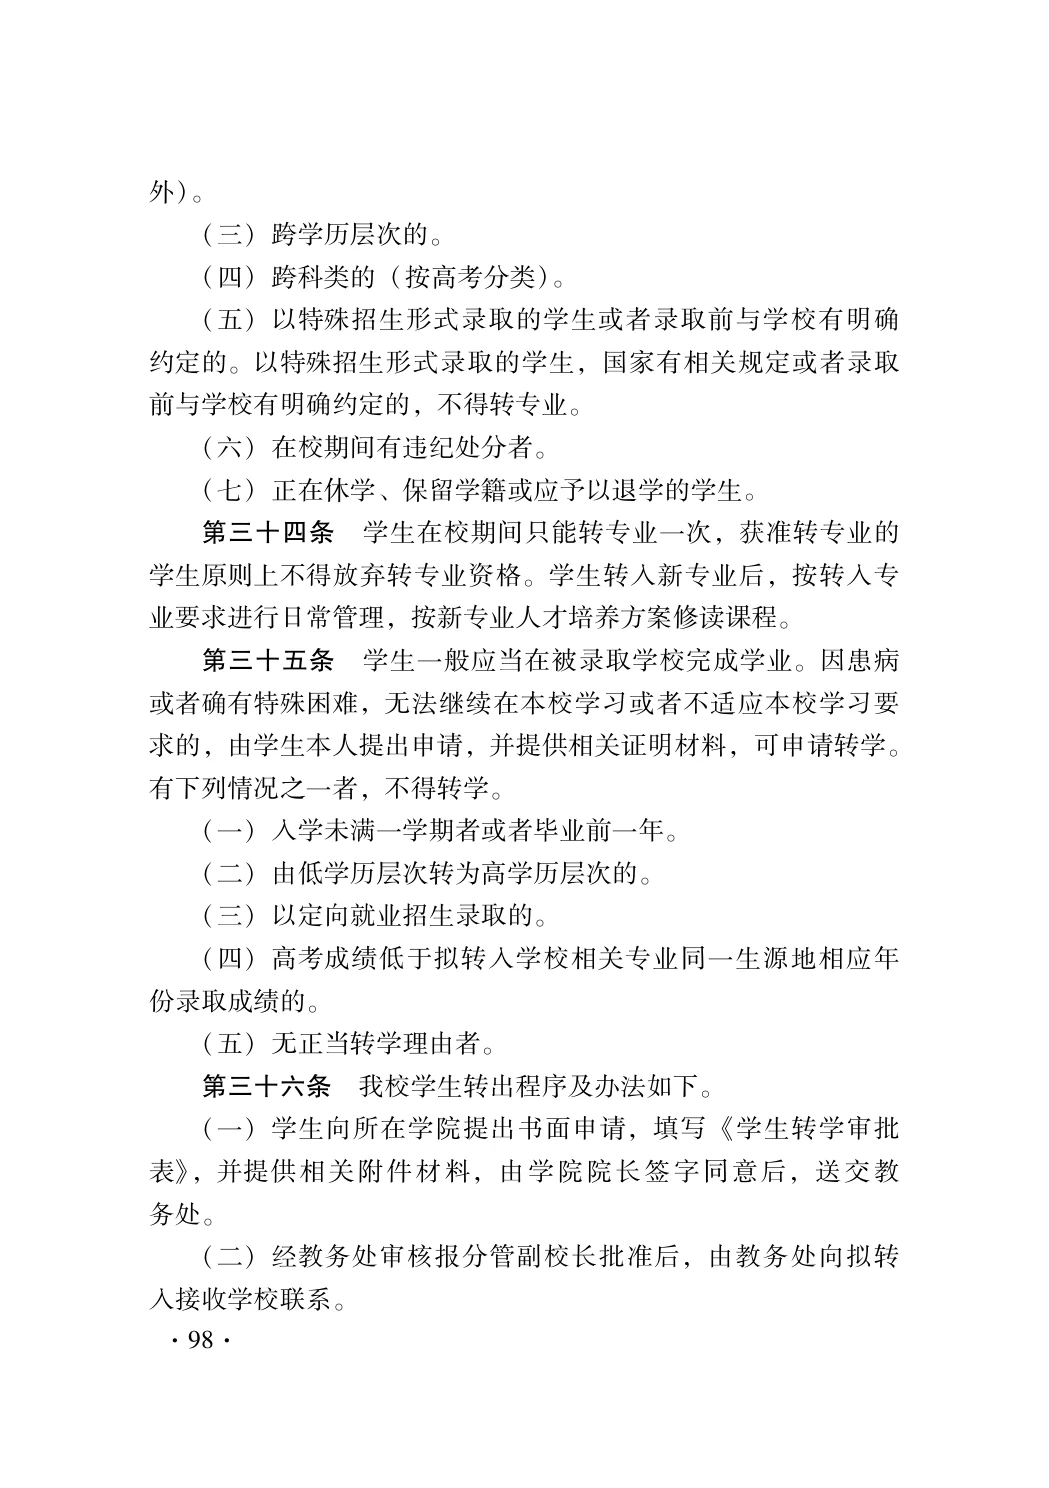 外）。
（三）跨学历层次的。
（四）跨科类的（按高考分类）。
（五）以特殊招生形式录取的学生或者录取前与学校有明确
约定的。以特殊招生形式录取的学生，国家有相关规定或者录取
前与学校有明确约定的，不得转专业。
（六）在校期间有违纪处分者。
（七）正在休学、保留学籍或应予以退学的学生。
第三十四条　学生在校期间只能转专业一次，获准转专业的
学生原则上不得放弃转专业资格。学生转入新专业后，按转入专
业要求进行日常管理，按新专业人才培养方案修读课程。
第三十五条　学生一般应当在被录取学校完成学业。因患病
或者确有特殊困难，无法继续在本校学习或者不适应本校学习要
求的，由学生本人提出申请，并提供相关证明材料，可申请转学。
有下列情况之一者，不得转学。
（一）入学未满一学期者或者毕业前一年。
（二）由低学历层次转为高学历层次的。
（三）以定向就业招生录取的。
（四）高考成绩低于拟转入学校相关专业同一生源地相应年
份录取成绩的。
（五）无正当转学理由者。
第三十六条　我校学生转出程序及办法如下。
（一）学生向所在学院提出书面申请，填写《学生转学审批
表》，并提供相关附件材料，由学院院长签字同意后，送交教
务处。
（二）经教务处审核报分管副校长批准后，由教务处向拟转
入接收学校联系。
· 98 ·